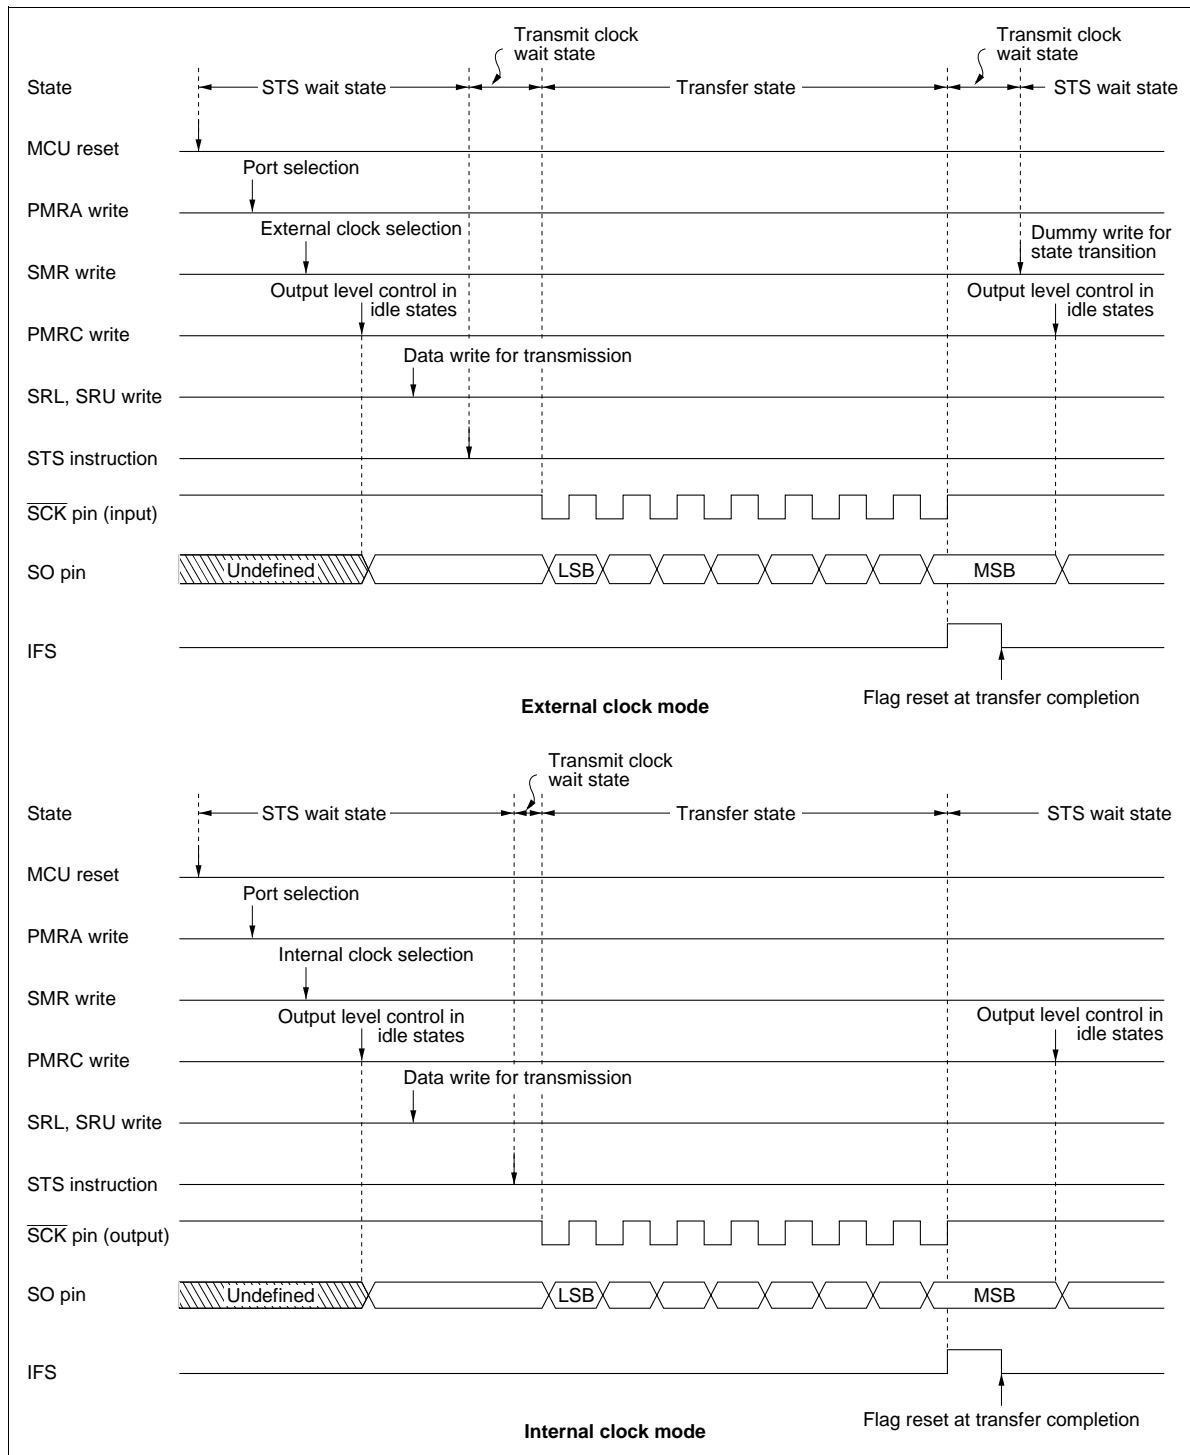 Transmit clock
wait state
Transmit clock
wait state
State
STS wait state
Transfer state
STS wait state
MCU reset
Port selection
PMRA write
External clock selection
Dummy write for
state transition
SMR write
Output level control in
idle states
Output level control in
idle states
PMRC write
Data write for transmission
SRL, SRU write
STS instruction
SCK pin (input)
SO pin
Undefined
LSB
MSB
IFS
Flag reset at transfer completion
External clock mode
Transmit clock
wait state
State
STS wait state
Transfer state
STS wait state
MCU reset
Port selection
PMRA write
Internal clock selection
SMR write
Output level control in
idle states
Output level control in
idle states
PMRC write
Data write for transmission
SRL, SRU write
STS instruction
SCK pin (output)
SO pin
Undefined
LSB
MSB
IFS
Flag reset at transfer completion
Internal clock mode